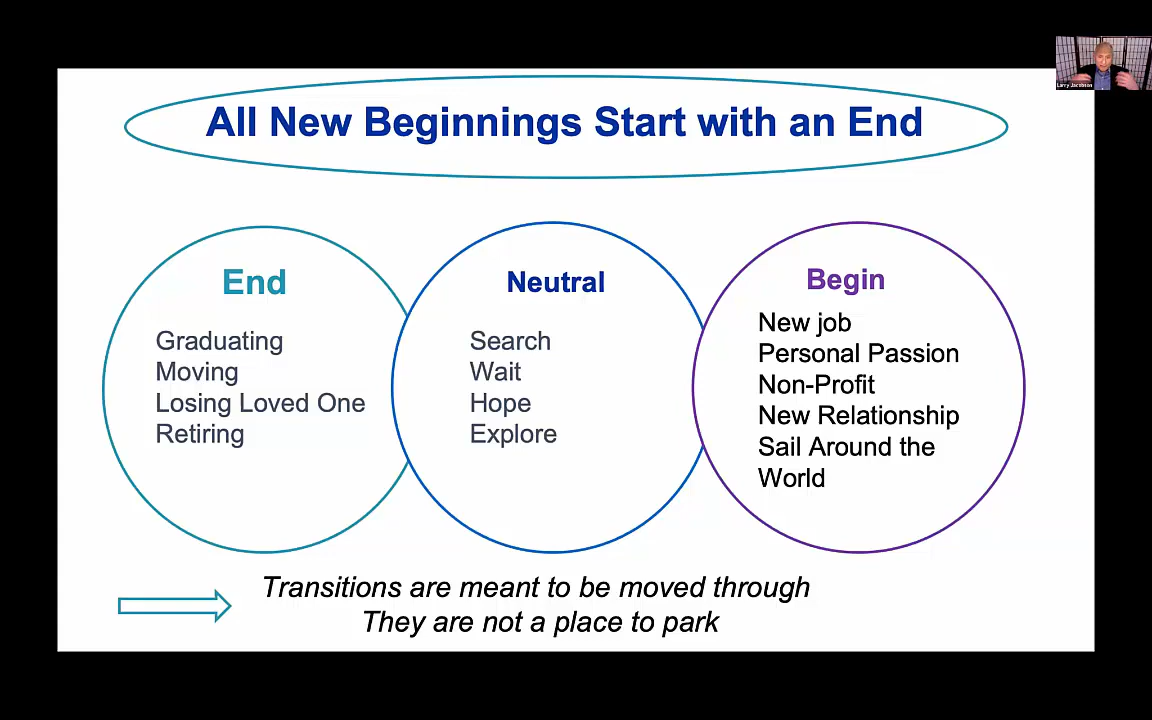 All New Beginnings Start with an End
Larry Jacobson
End
Graduating
Moving
Losing Loved One
Retiring
Neutral
Search
Wait
Hope
Explore
Begin
New job
Personal Passion
Non-Profit
New Relationship
Sail Around the
World
Transitions are meant to be moved through
They are not a place to park